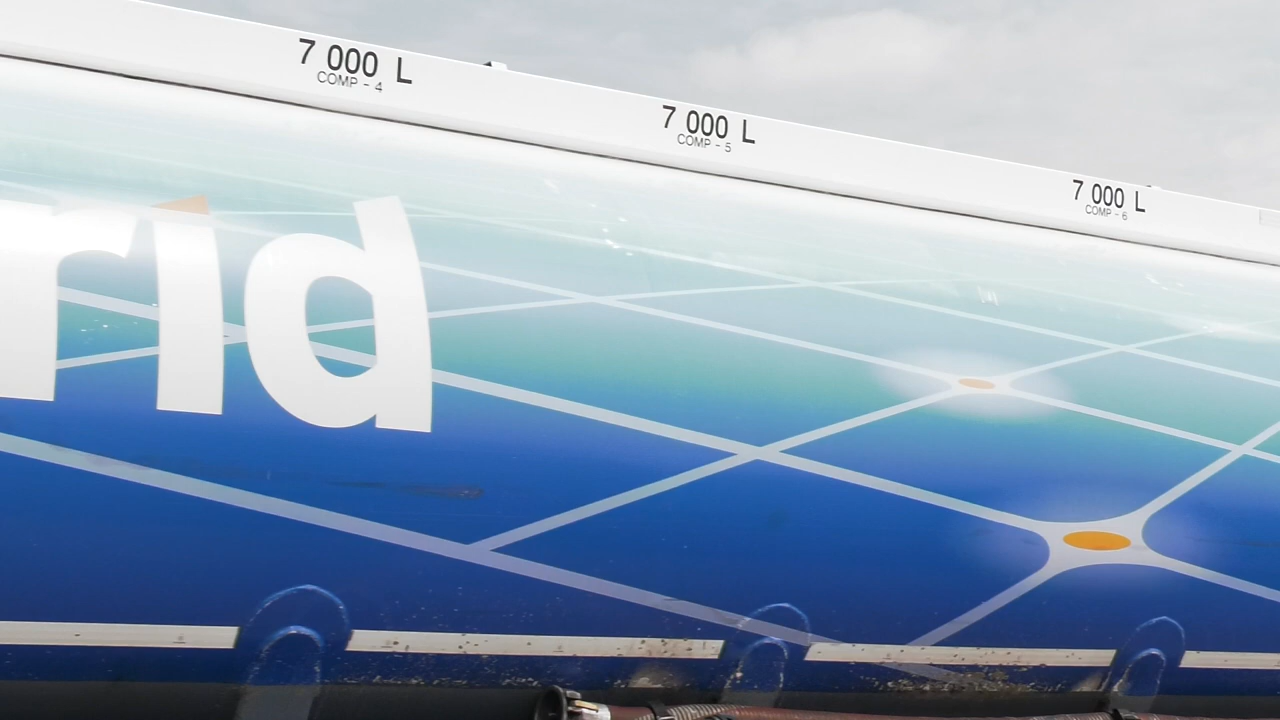 7 000 L
COMP - 4
7 000 L
COMP - 5
7 000 L
COMP - 6
rid